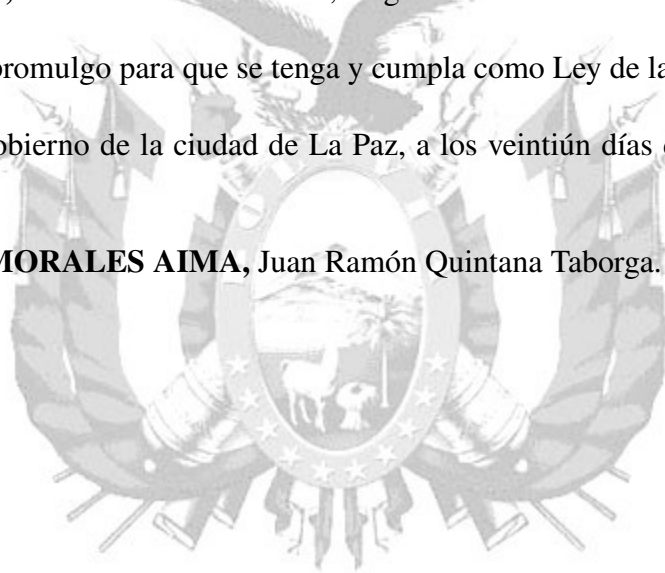 promulgo para que se tenga y cumpla como Ley de la
obierno de la ciudad de La Paz, a los veintiún días
MORALES AIMA, Juan Ramón Quintana Taborga.